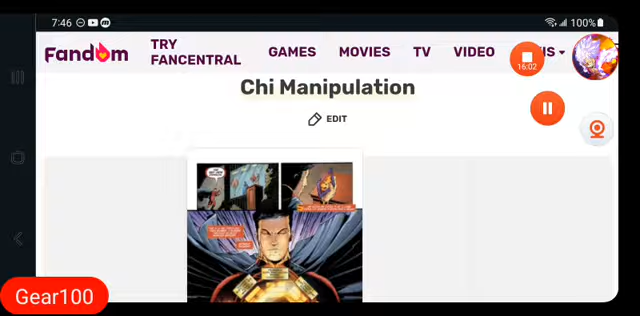 7:46
100%
Fandom
TRY
FANCENTRAL
GAMES
MOVIES
TV
VIDEO
16:02
Chi Manipulation
EDIT
Gear100